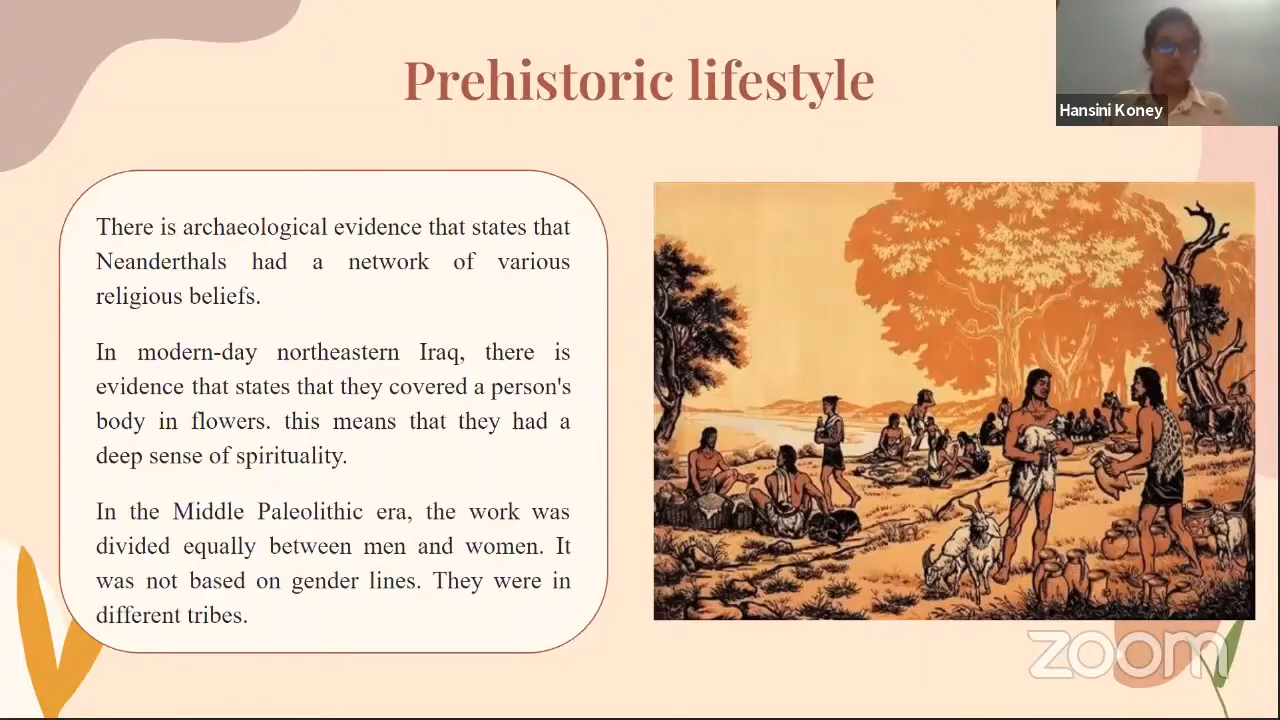 Prehistoric lifestyle
Hansini Koney
There is archaeological evidence that states that
Neanderthals had a network of various
religious beliefs.
In modern-day northeastern Iraq, there is
evidence that states that they covered a person's
body in flowers. this means that they had a
deep sense of spirituality.
In the Middle Paleolithic era, the work was
divided equally between men and women. It
was not based on gender lines. They were in
different tribes.
zoom